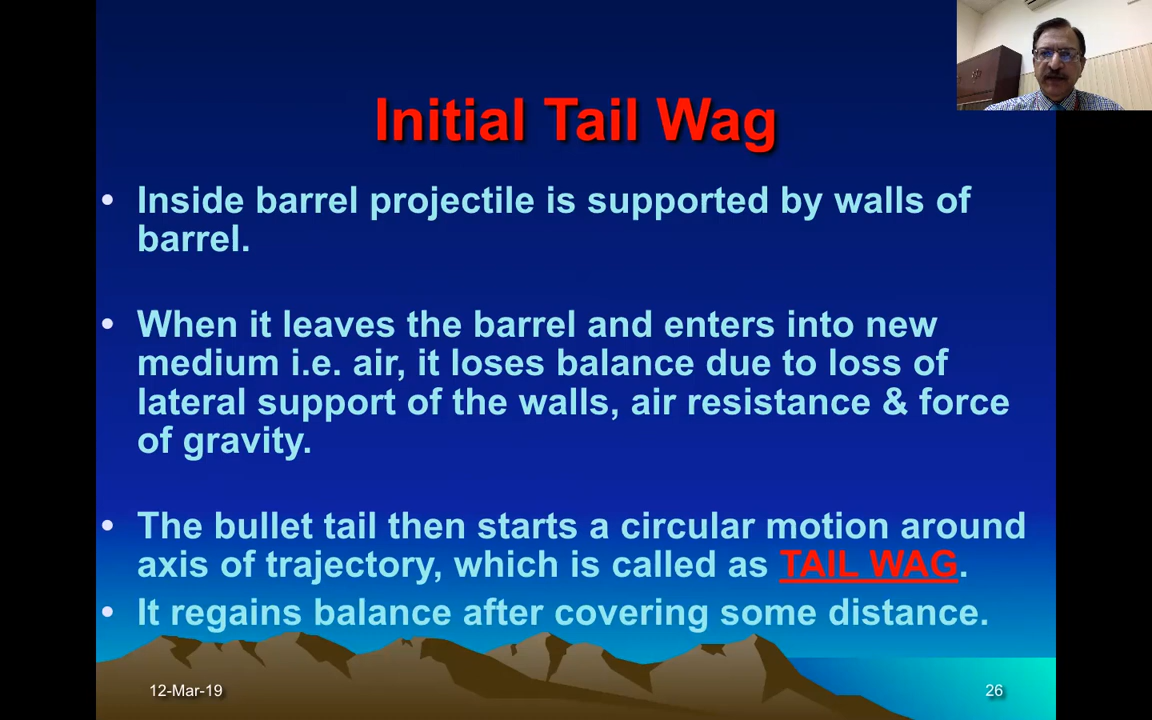 Initial Tail Wag
• Inside barrel projectile is supported by walls of
barrel.
• When it leaves the barrel and enters into new
medium i.e. air, it loses balance due to loss of
lateral support of the walls, air resistance & force
of gravity.
• The bullet tail then starts a circular motion around
axis of trajectory, which is called as TAIL WAG.
• It regains balance after covering some distance.
12-Mar-19
26